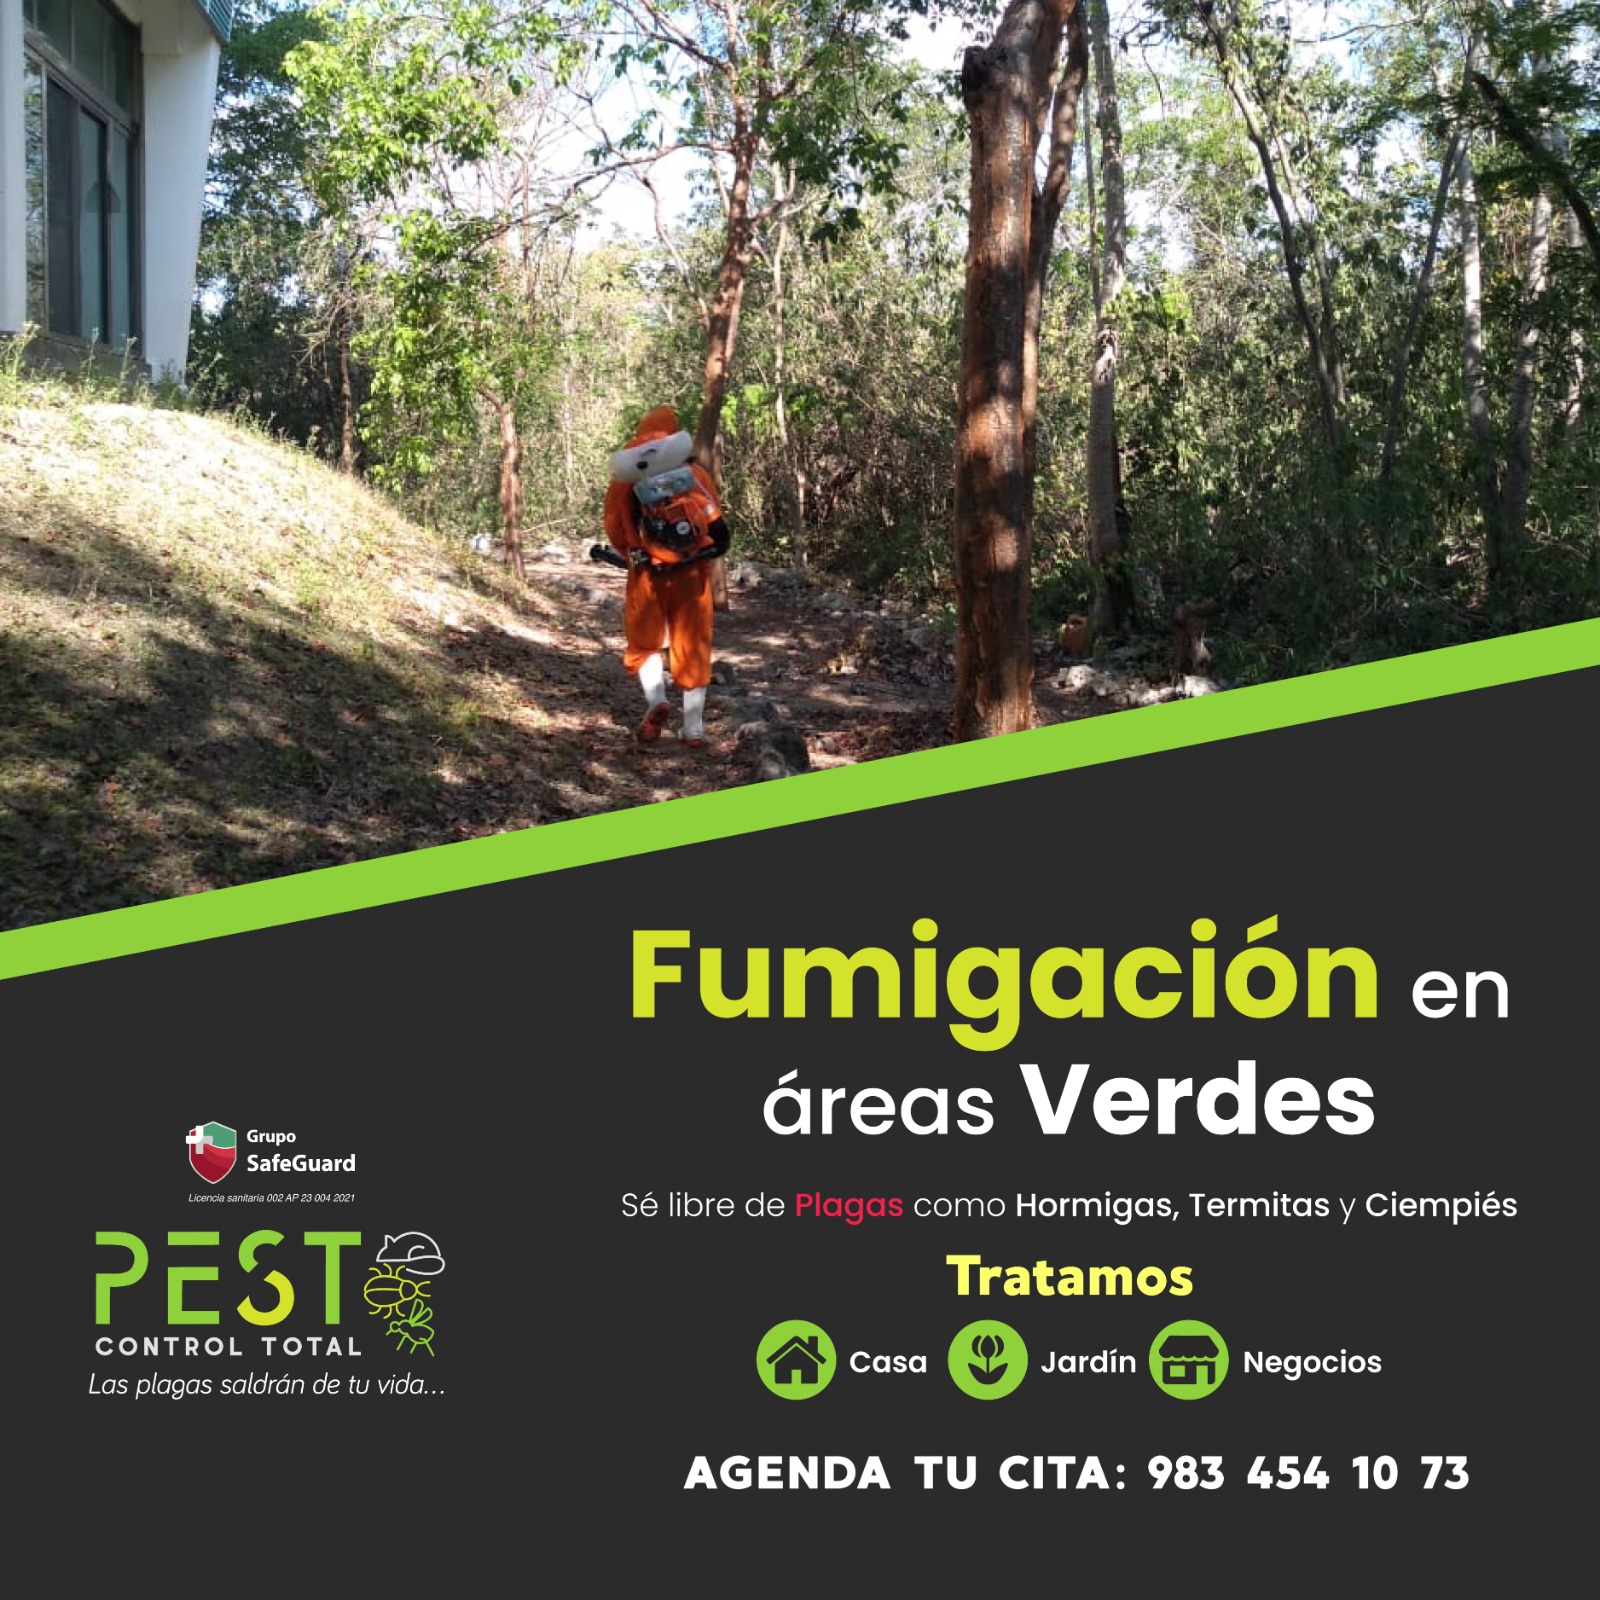 Fumigación en
áreas Verdes
Sé libre de Plagas como Hormigas, Termitas y Ciempiés
Tratamos
Casa Jardín Negocios
AGENDA TU CITA: 983 454 10 73
Grupo
SafeGuard
Licencia sanitaria 002 AP 23 004 2021
PEST
CONTROL TOTAL
Las plagas saldrán de tu vida...